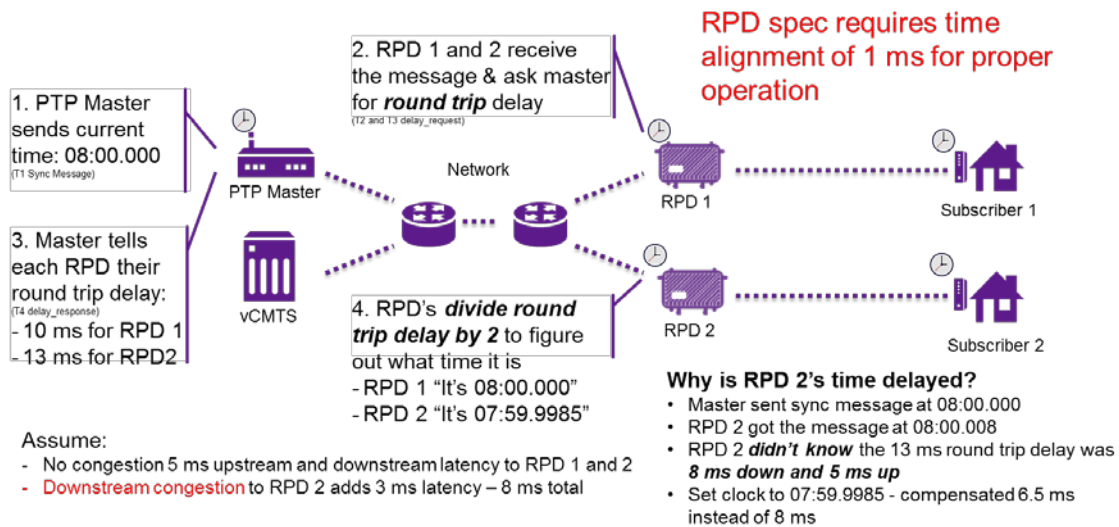 RPD spec requires time
alignment of 1 ms for proper
operation
2. RPD 1 and 2 receive
the message & ask master
for round trip delay
(T2 and T3 delay_request)
1. PTP Master
sends current
time: 08:00.000
(T1 Sync Message)
PTP Master
Network
RPD 1
Subscriber 1
3. Master tells
each RPD their
round trip delay:
(T4 delay_response)
- 10 ms for RPD 1
- 13 ms for RPD2
vCMTS
4. RPD's divide round
trip delay by 2 to figure
out what time it is
- RPD 1 "It's 08:00.000"
- RPD 2 "It's 07:59.9985"
RPD 2
Subscriber 2
Why is RPD 2's time delayed?
• Master sent sync message at 08:00.000
• RPD 2 got the message at 08:00.008
• RPD 2 didn't know the 13 ms round trip delay was
8 ms down and 5 ms up
• Set clock to 07:59.9985 - compensated 6.5 ms
instead of 8 ms
Assume:
- No congestion 5 ms upstream and downstream latency to RPD 1 and 2
- Downstream congestion to RPD 2 adds 3 ms latency – 8 ms total